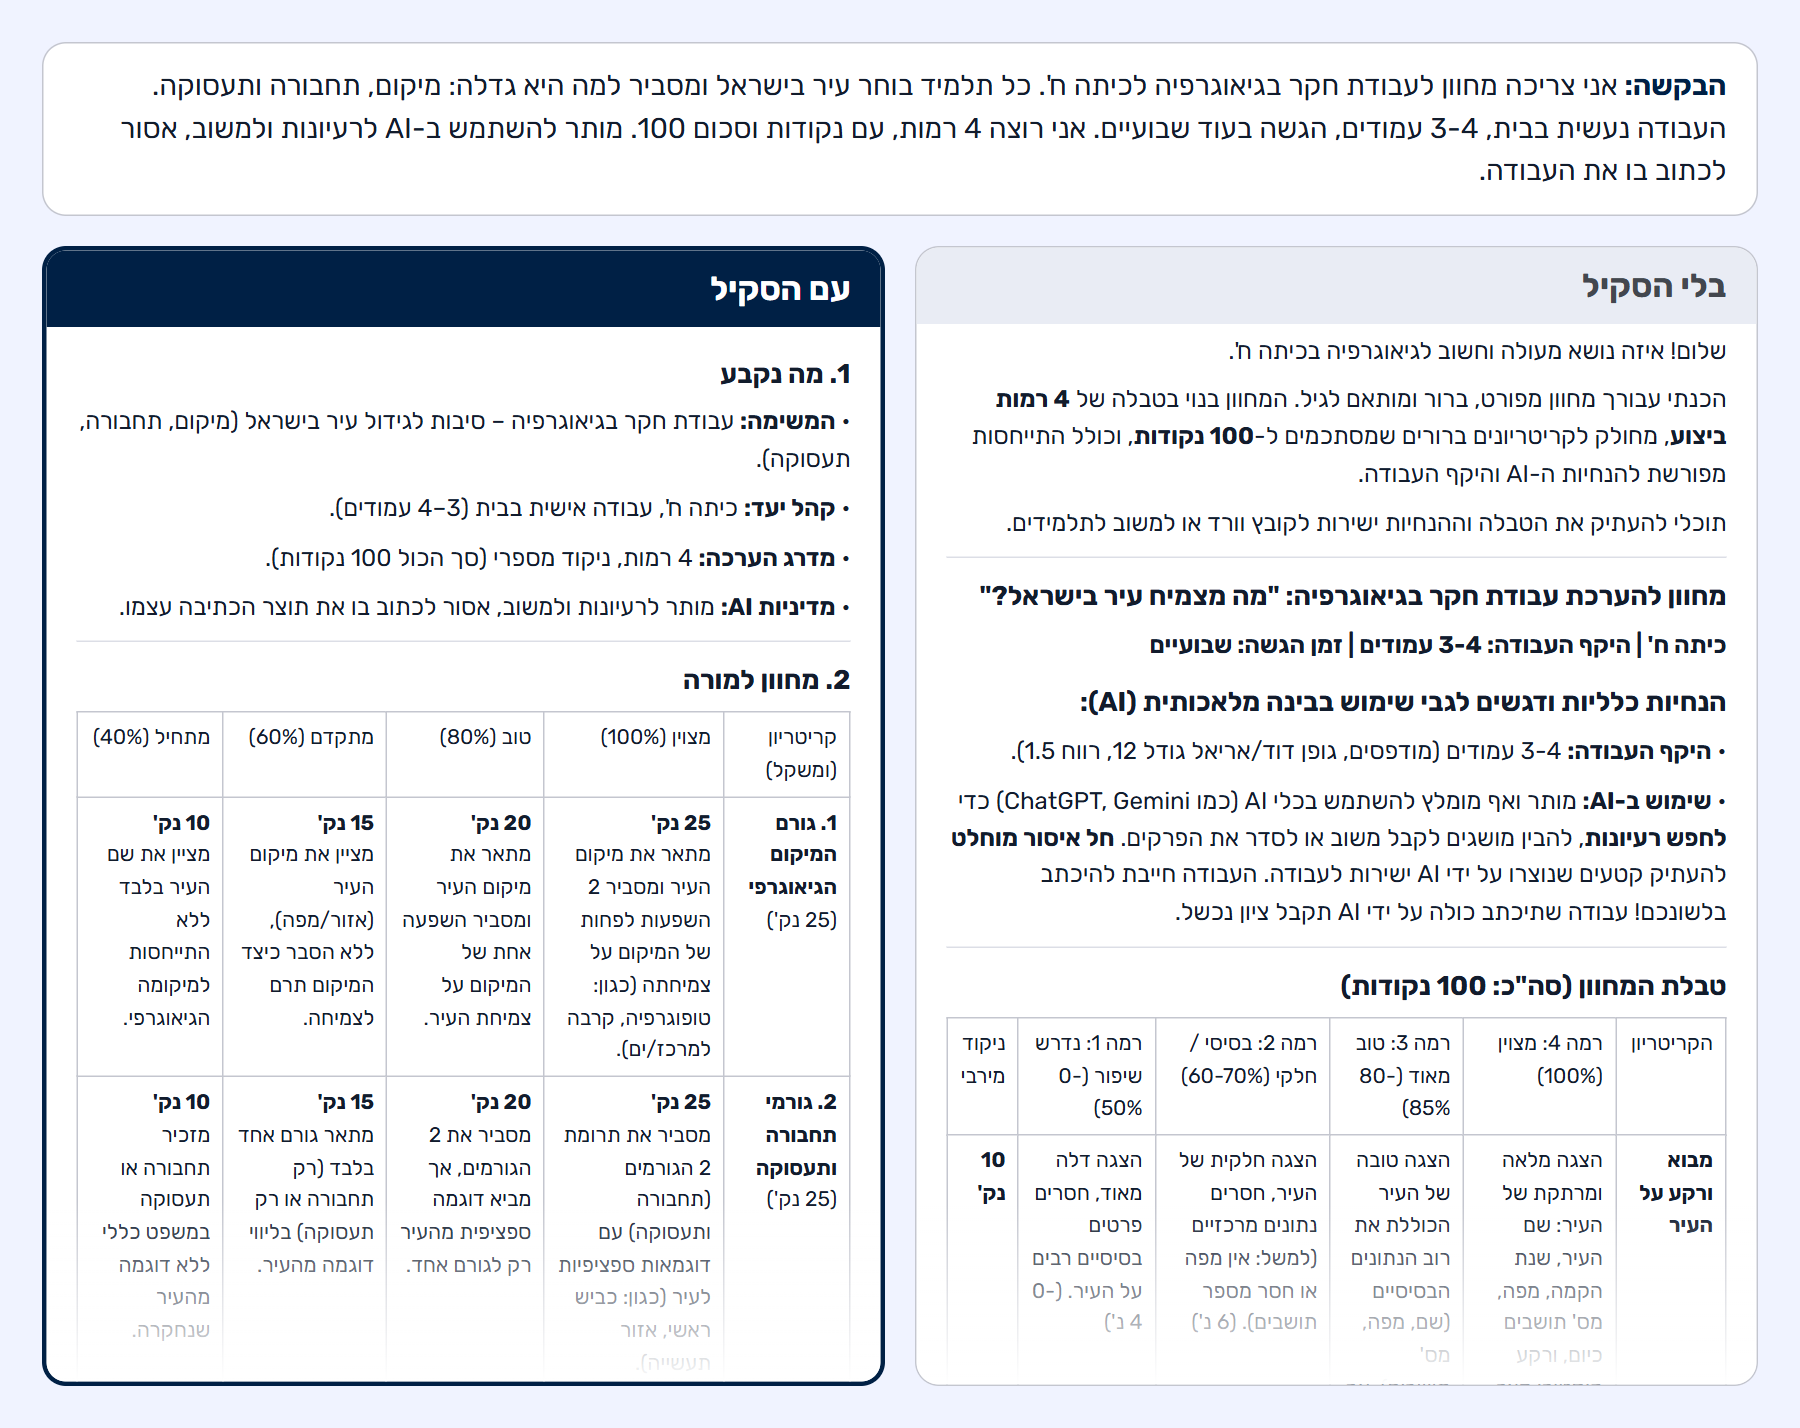 הבקשה: אני צריכה מחוון לעבודת חקר בגיאוגרפיה לכיתה ח'. כל תלמיד בוחר עיר בישראל ומסביר למה היא גדלה: מיקום, תחבורה ותעסוקה.
העבודה נעשית בבית, 3-4 עמודים, הגשה בעוד שבועיים. אני רוצה 4 רמות, עם נקודות וסכום 100. מותר להשתמש ב-AI לרעיונות ולמשוב, אסור
לכתוב בו את העבודה.
בלי הסקיל
שלום! איזה נושא מעולה וחשוב לגיאוגרפיה בכיתה ח'.
הכנתי עבורך מחוון מפורט, ברור ומותאם לגיל. המחוון בנוי בטבלה של 4 רמות
ביצוע, מחולק לקריטריונים ברורים שמסתכמים ל-100 נקודות, וכולל התייחסות
מפורשת להנחיות ה-AI והיקף העבודה.
תוכלי להעתיק את הטבלה וההנחיות ישירות לקובץ וורד או למשוב לתלמידים.
מחוון להערכת עבודת חקר בגיאוגרפיה: "מה מצמיח עיר בישראל?"
כיתה ח' | היקף העבודה: 3-4 עמודים | זמן הגשה: שבועיים
הנחיות כלליות ודגשים לגבי שימוש בבינה מלאכותית (AI):
• היקף העבודה: 3-4 עמודים (מודפסים, גופן דוד/אריאל גודל 12, רווח 1.5).
• שימוש ב-AI: מותר ואף מומלץ להשתמש בכלי AI (כמו ChatGPT, Gemini) כדי
לחפש רעיונות, להבין מושגים לקבל משוב או לסדר את הפרקים. חל איסור מוחלט
להעתיק קטעים שנוצרו על ידי AI ישירות לעבודה. העבודה חייבת להיכתב
בלשונכם! עבודה שתיכתב כולה על ידי AI תקבל ציון נכשל.
טבלת המחוון (סה"כ: 100 נקודות)
הקריטריון
רמה 4: מצוין
(100%)
רמה 3: טוב
מאוד (80-
85%)
רמה 2: בסיסי /
חלקי (60-70%)
רמה 1: נדרש
שיפור (0-
50%)
ניקוד
מירבי
מבוא
ורקע על
העיר
הצגה מלאה
ומרתקת של
העיר: שם
העיר, שנת
הקמה, מפה,
מס' תושבים
כיום, ורקע
הצגה טובה
של העיר
הכוללת את
רוב הנתונים
הבסיסיים
(שם, מפה,
מס'
הצגה חלקית של
העיר, חסרים
נתונים מרכזיים
(למשל: אין מפה
או חסר מספר
תושבים). (6 נ')
הצגה דלה
מאוד, חסרים
פרטים
בסיסיים רבים
על העיר. (0-
4 נ')
10
נק'
עם הסקיל
1. מה נקבע
• המשימה: עבודת חקר בגיאוגרפיה – סיבות לגידול עיר בישראל (מיקום, תחבורה,
תעסוקה).
• קהל יעד: כיתה ח', עבודה אישית בבית (3–4 עמודים).
• מדרג הערכה: 4 רמות, ניקוד מספרי (סך הכול 100 נקודות).
• מדיניות AI: מותר לרעיונות ולמשוב, אסור לכתוב בו את תוצר הכתיבה עצמו.
2. מחוון למורה
קריטריון
(ומשקל)
מצוין (100%)
טוב (80%)
מתקדם (60%)
מתחיל (40%)
1. גורם
המיקום
הגיאוגרפי
(25 נק')
25 נק'
מתאר את מיקום
העיר ומסביר 2
השפעות לפחות
של המיקום על
צמיחתה (כגון:
טופוגרפיה, קרבה
למרכז/ים).
20 נק'
מתאר את
מיקום העיר
ומסביר השפעה
אחת של
המיקום על
צמיחת העיר.
15 נק'
מציין את מיקום
העיר
(אזור/מפה),
ללא הסבר כיצד
המיקום תרם
לצמיחה.
10 נק'
מציין את שם
העיר בלבד
ללא
התייחסות
למיקומה
הגיאוגרפי.
2. גורמי
תחבורה
ותעסוקה
(25 נק')
25 נק'
מסביר את תרומת
2 הגורמים
(תחבורה
ותעסוקה) עם
דוגמאות ספציפיות
לעיר (כגון: כביש
ראשי, אזור
תעשייה).
20 נק'
מסביר את 2
הגורמים, אך
מביא דוגמה
ספציפית מהעיר
רק לגורם אחד.
15 נק'
מתאר גורם אחד
בלבד (רק
תחבורה או רק
תעסוקה) בליווי
דוגמה מהעיר.
10 נק'
מזכיר
תחבורה או
תעסוקה
במשפט כללי
ללא דוגמה
מהעיר
שנחקרה.